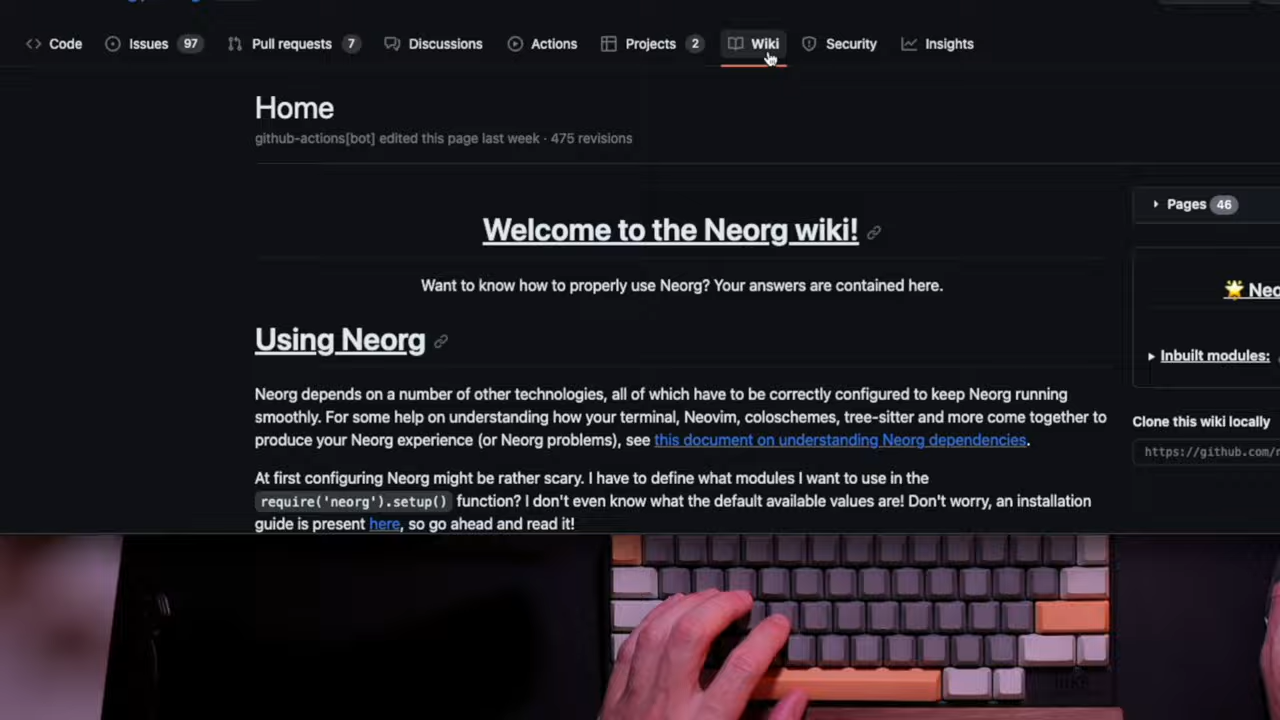 Code
Issues 97
Pull requests 7
Discussions
Actions
Projects 2
Wiki
Security
Insights
Home
github-actions[bot] edited this page last week · 475 revisions
Pages 46
Welcome to the Neorg wiki!
Want to know how to properly use Neorg? Your answers are contained here.
Inbuilt modules:
Using Neorg
Neorg depends on a number of other technologies, all of which have to be correctly configured to keep Neorg running
smoothly. For some help on understanding how your terminal, Neovim, coloschemes, tree-sitter and more come together to
produce your Neorg experience (or Neorg problems), see this document on understanding Neorg dependencies.
Clone this wiki locally
https://github.com/
At first configuring Neorg might be rather scary. I have to define what modules I want to use in the
require('neorg').setup() function? I don't even know what the default available values are! Don't worry, an installation
guide is present here, so go ahead and read it!